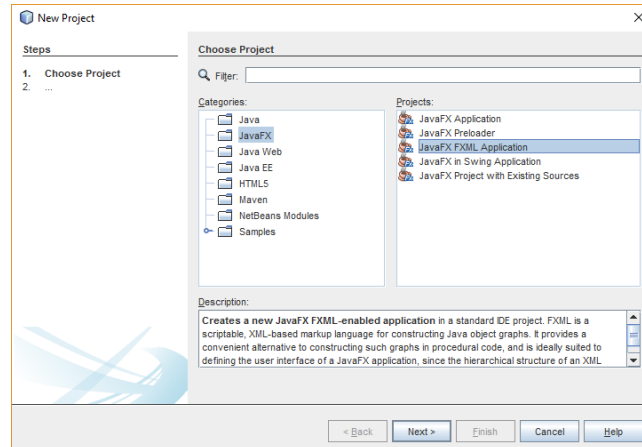 New Project
Steps
1. Choose Project
2. ...
Choose Project
Filter:
Categories:
Java
JavaFX
Java Web
Java EE
HTML5
Maven
NetBeans Modules
Samples
Projects:
JavaFX Application
JavaFX Preloader
JavaFX FXML Application
JavaFX in Swing Application
JavaFX Project with Existing Sources
Description:
Creates a new JavaFX FXML-enabled application in a standard IDE project. FXML is a
scriptable, XML-based markup language for constructing Java object graphs. It provides a
convenient alternative to constructing such graphs in procedural code, and is ideally suited to
defining the user interface of a JavaFX application, since the hierarchical structure of an XML
< Back
Next >
Finish
Cancel
Help